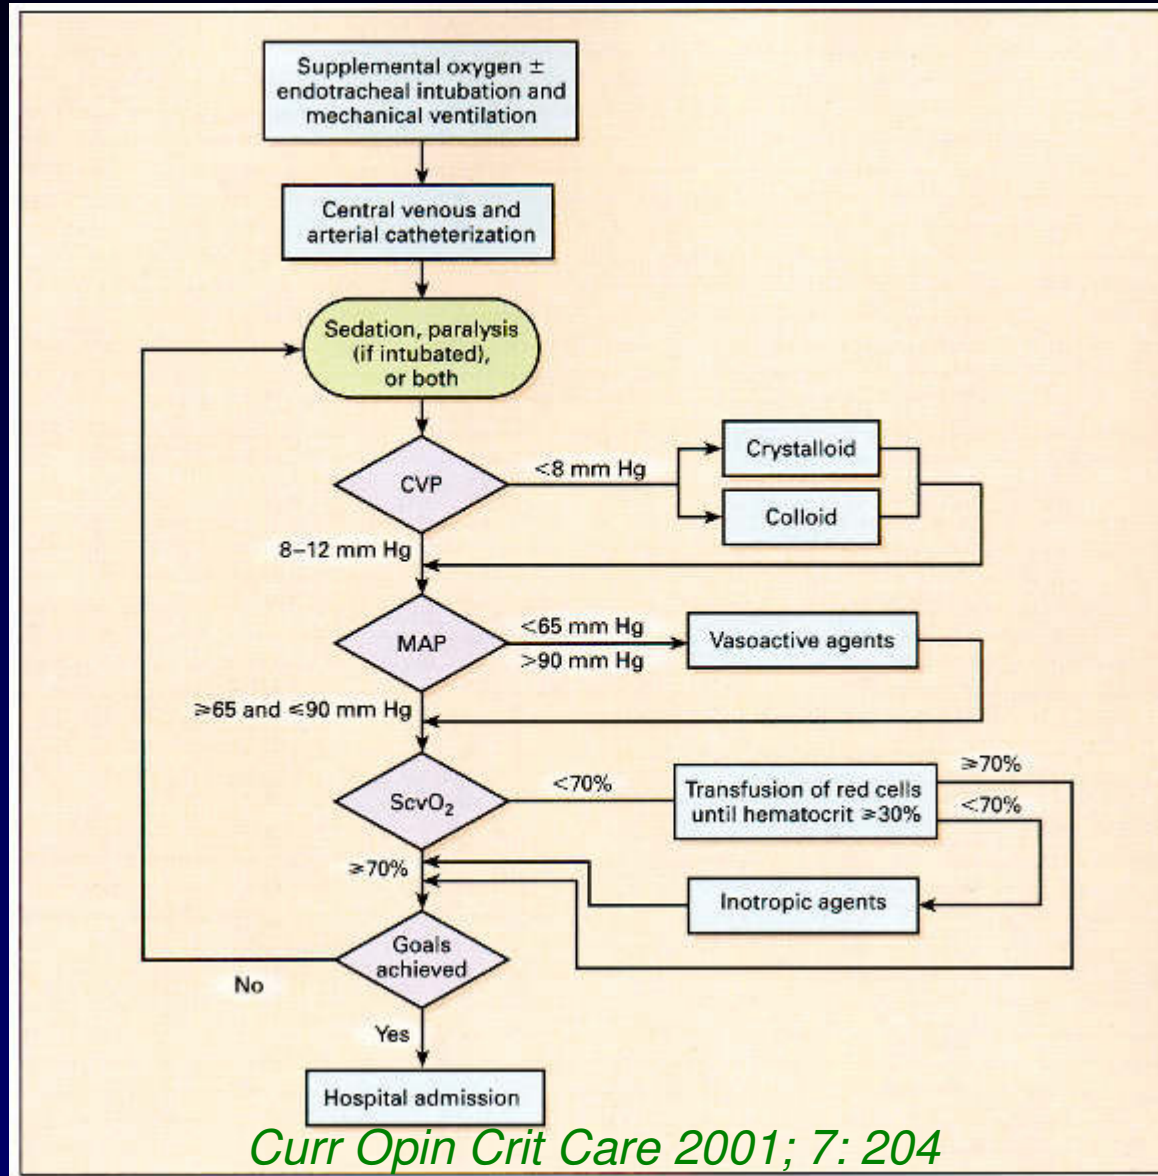 Supplemental oxygen ±
endotracheal intubation and
mechanical ventilation
Central venous and
arterial catheterization
Sedation, paralysis
(if intubated),
or both
CVP
<8 mm Hg
Crystalloid
Colloid
8–12 mm Hg
MAP
<65 mm Hg
>90 mm Hg
Vasoactive agents
≥65 and ≤90 mm Hg
ScvO₂
<70%
Transfusion of red cells
until hematocrit ≥30%
≥70%
<70%
≥70%
Inotropic agents
Goals
achieved
No
Yes
Hospital admission
Curr Opin Crit Care 2001; 7: 204